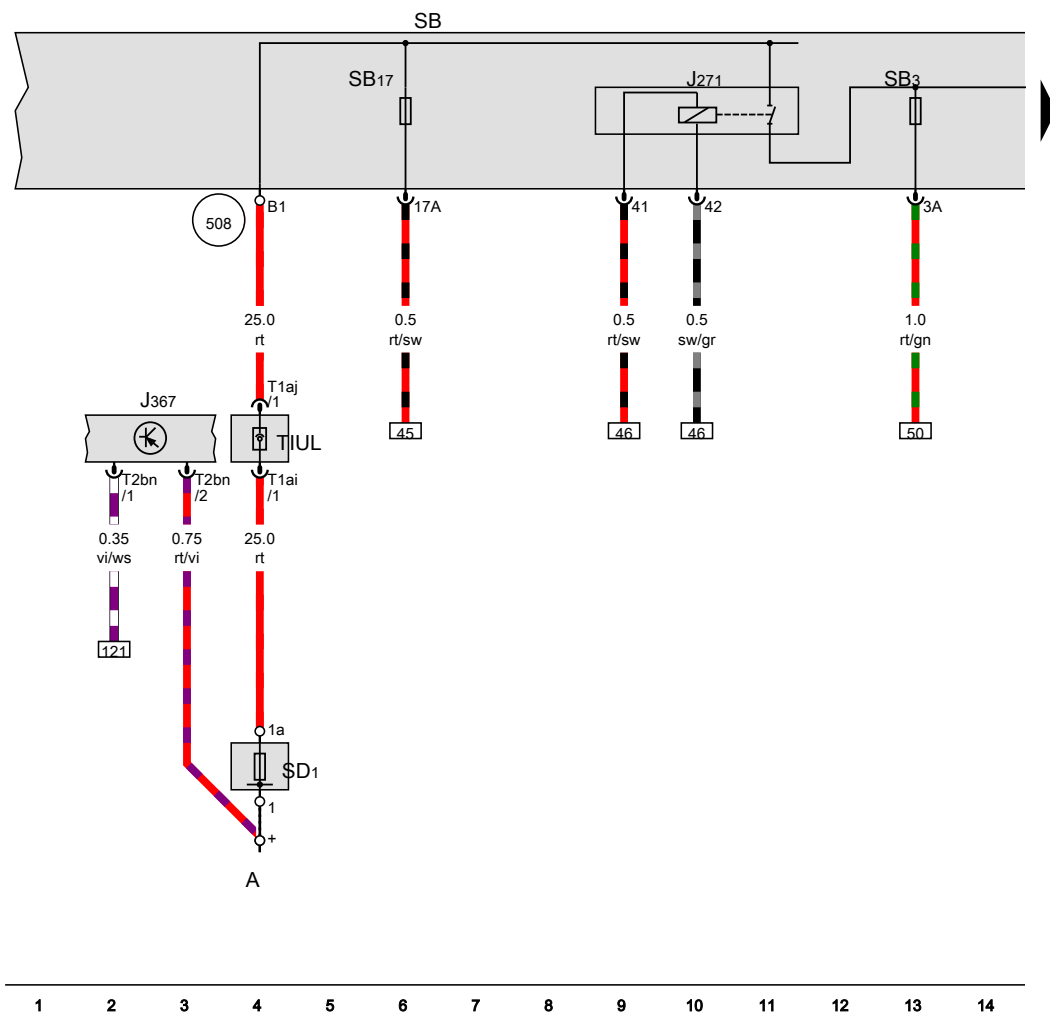 SB
SB17
J271
SB3
508
B1
17A
41
42
3A
25.0
rt
0.5
rt/sw
0.5
rt/sw
0.5
sw/gr
1.0
rt/gn
T1aj
/1
J367
TIUL
45
46
46
50
T2bn
/1
T2bn
/2
T1ai
/1
0.35
vi/ws
0.75
rt/vi
25.0
rt
121
1a
SD1
1
+
A
1 2 3 4 5 6 7 8 9 10 11 12 13 14